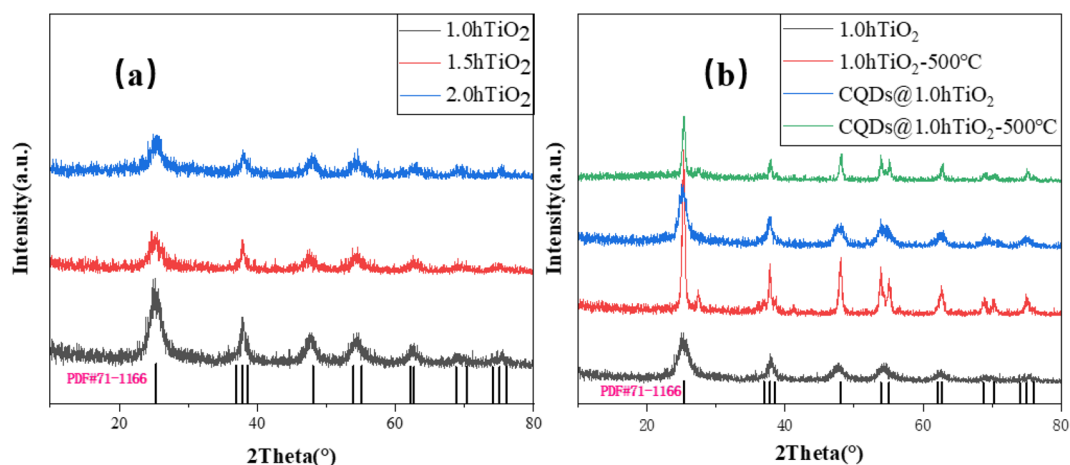 (a)
1.0hTiO2
1.5hTiO2
2.0hTiO2
Intensity(a.u.)
PDF#71-1166
20 40 60 80
2Theta(°)
(b)
1.0hTiO₂
1.0hTiO₂-500℃
CQDs@1.0hTiO₂
CQDs@1.0hTiO₂-500℃
Intensity(a.u.)
PDF#71-1166
20 40 60 80
2Theta(°)